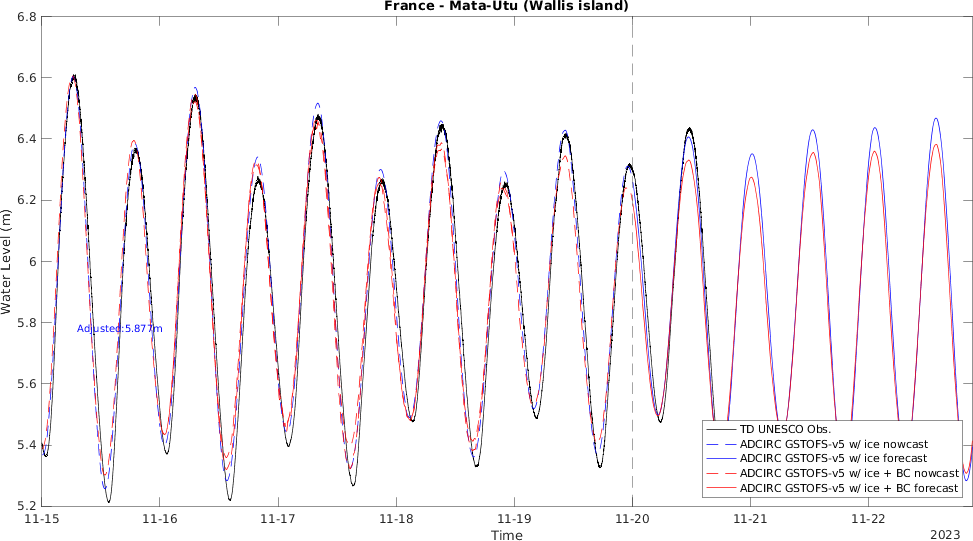 France - Mata-Utu (Wallis island)
6.8
6.6
6.4
6.2
6
5.8
5.6
5.4
5.2
Water Level (m)
Adjusted:5.877m
TD UNESCO Obs.
ADCIRC GSTOFS-v5 w/ ice nowcast
ADCIRC GSTOFS-v5 w/ ice forecast
ADCIRC GSTOFS-v5 w/ ice + BC nowcast
ADCIRC GSTOFS-v5 w/ ice + BC forecast
11-15 11-16 11-17 11-18 11-19 11-20 11-21 11-22
Time
2023